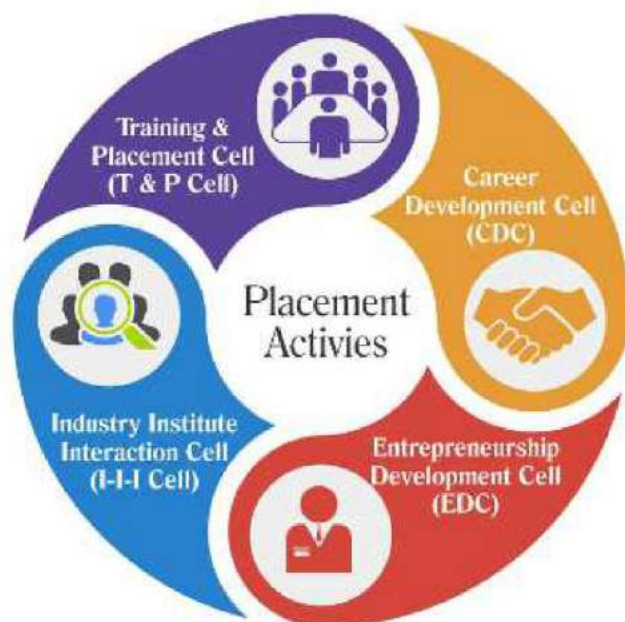 Training &
Placement Cell
(T & P Cell)
Career
Development Cell
(CDC)
Placement
Activies
Industry Institute
Interaction Cell
(I-I-I Cell)
Entrepreneurship
Development Cell
(EDC)